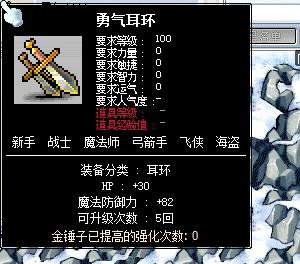 勇气耳环
要求等级: 100
要求力量: 0
要求敏捷: 0
要求智力: 0
要求运气: 0
要求人气度: -
道具等级: -
道具经验值: -
新手 战士 魔法师 弓箭手 飞侠 海盗
装备分类: 耳环
HP: +30
魔法防御力: +82
可升级次数: 5回
金锤子已提高的强化次数: 0